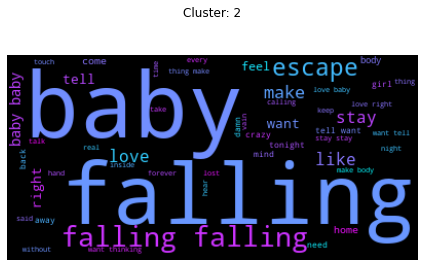 Cluster: 2
touch come every time thing make feel escape body
tell girl thing
baby baby baby make love baby
calling
take damn vain want keep love right
stay
talk crazy tell want stay stay want tell
back real love tonight like night
inside mind
right hand forever lost hear make body
falling
said away falling falling home
without want thinking need